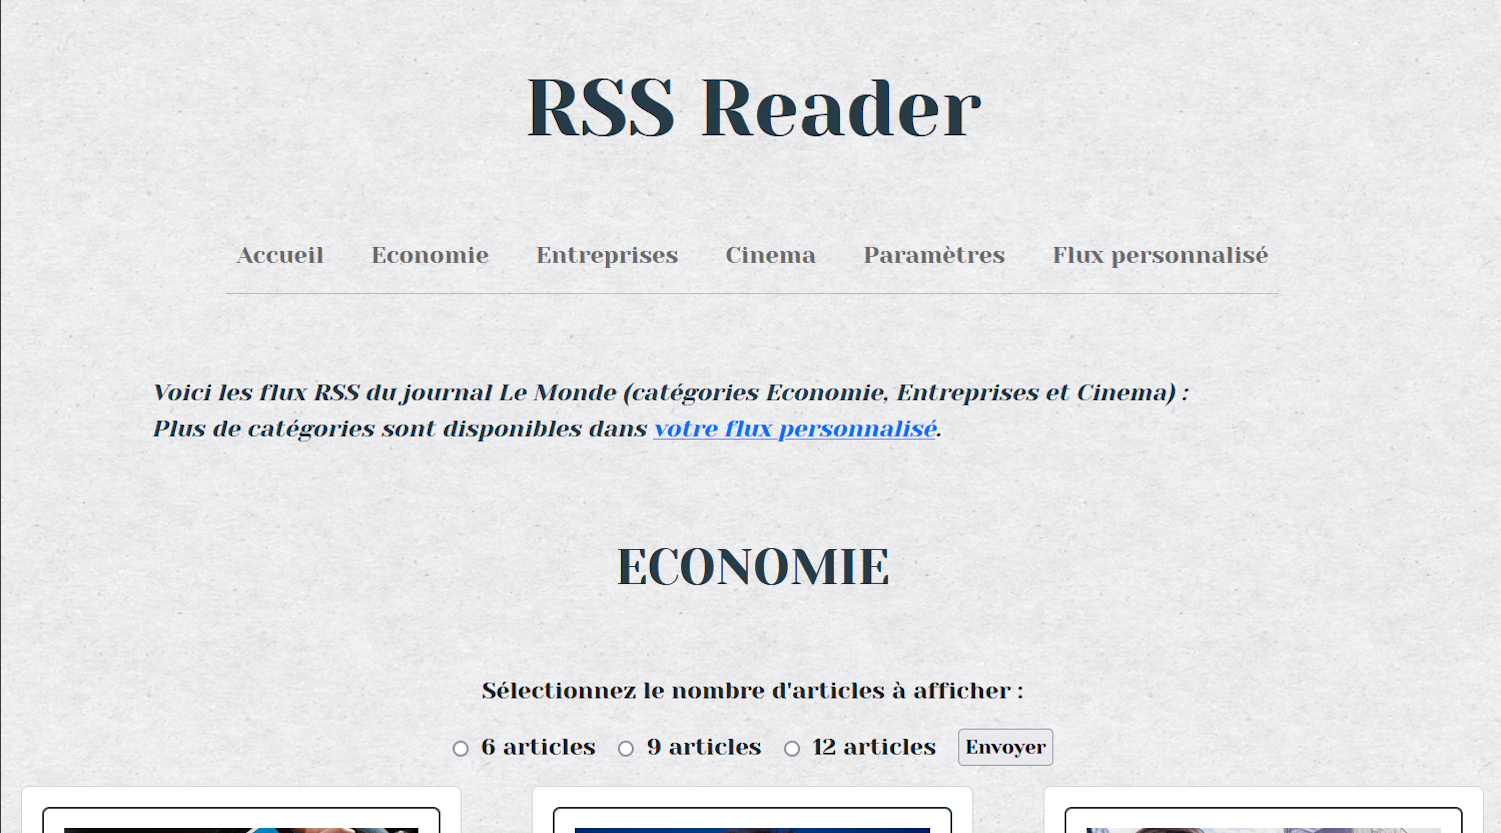 RSS Reader
Accueil Economie Entreprises Cinema Paramètres Flux personnalisé
Voici les flux RSS du journal Le Monde (catégories Economie, Entreprises et Cinema) :
Plus de catégories sont disponibles dans votre flux personnalisé.
ECONOMIE
Sélectionnez le nombre d'articles à afficher :
6 articles 9 articles 12 articles Envoyer